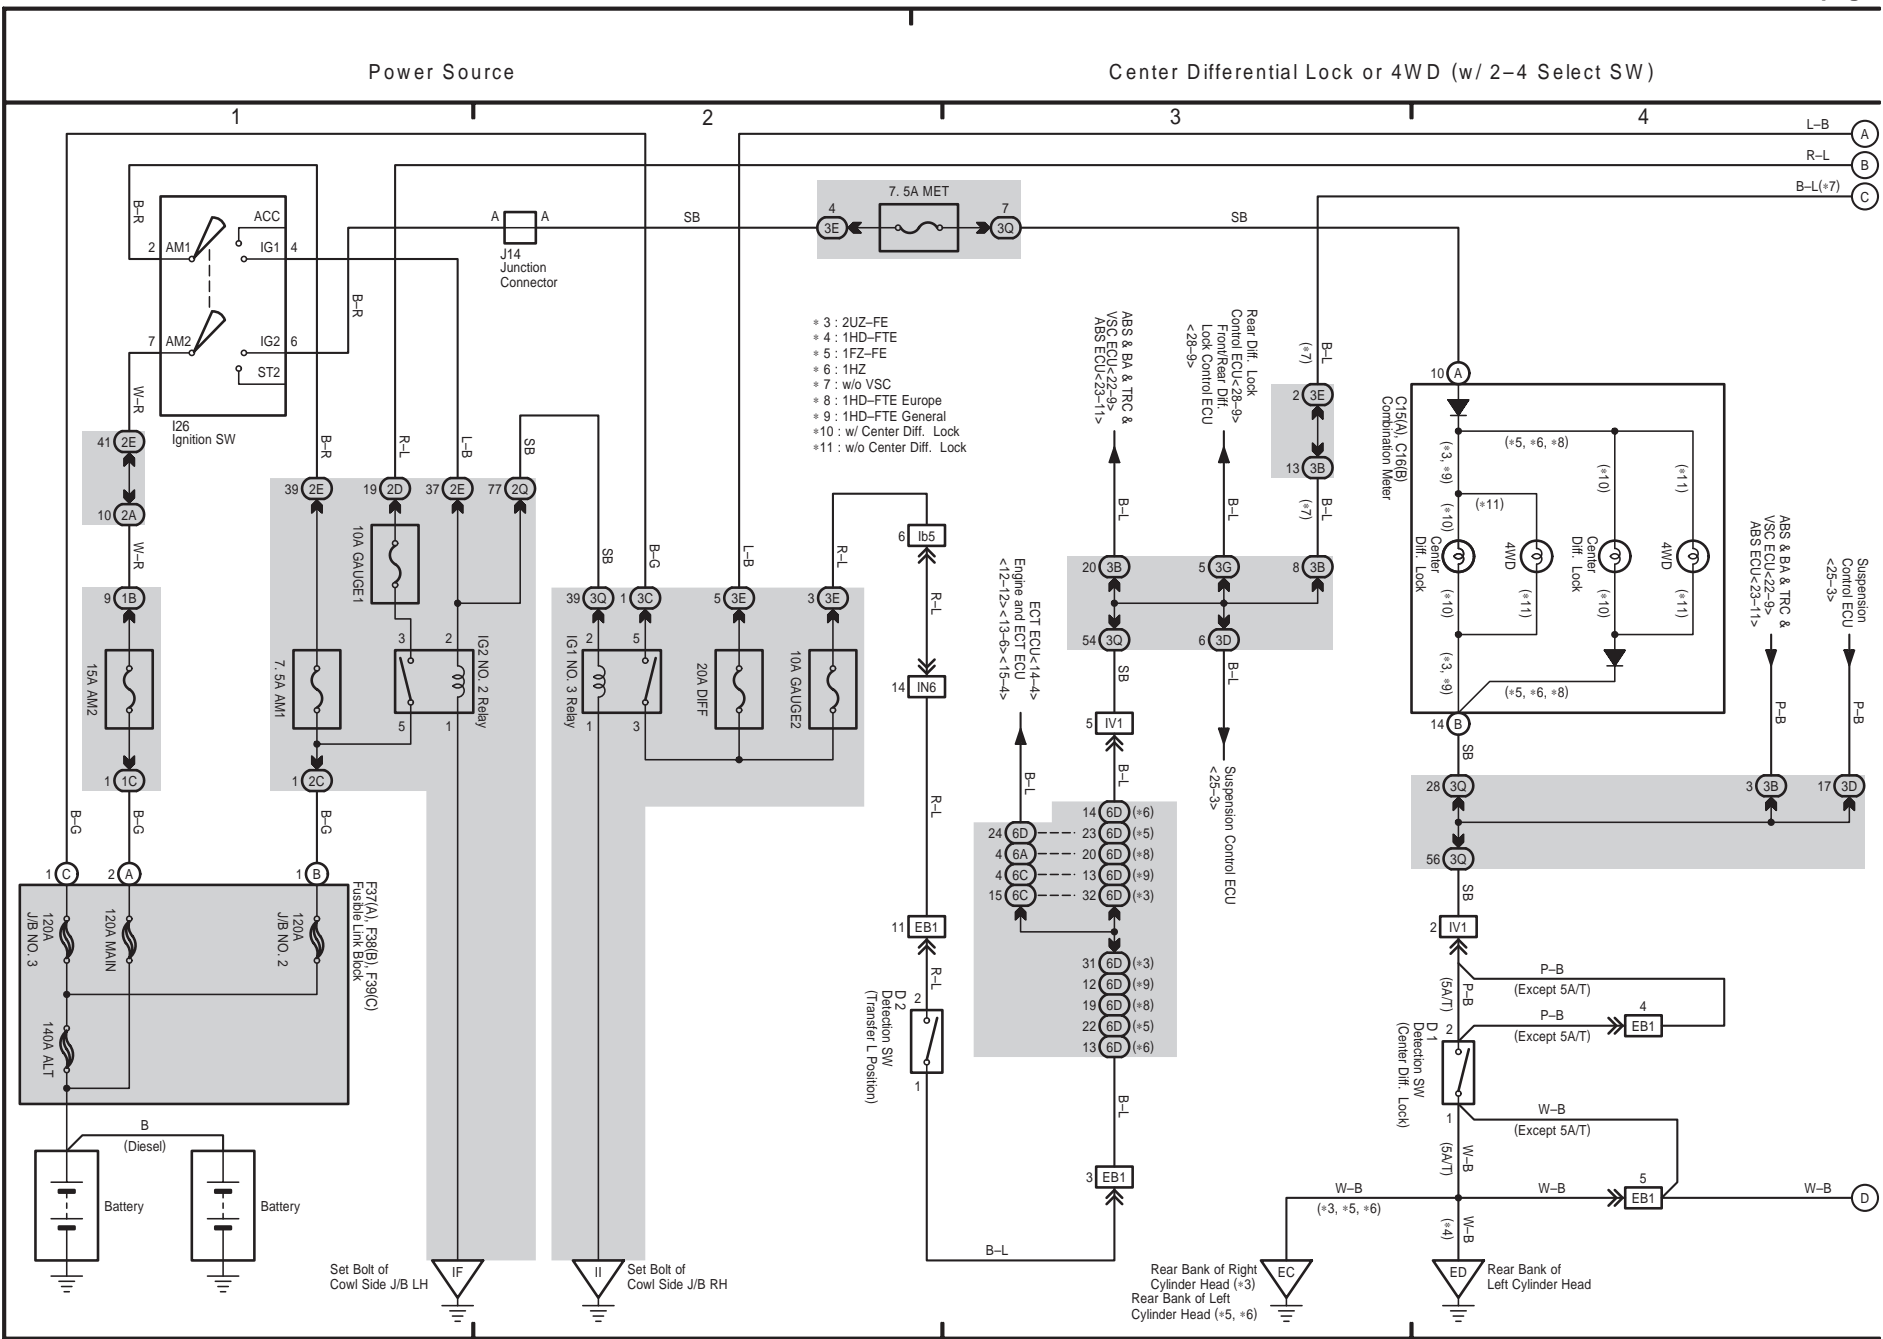 Power Source
Center Differential Lock or 4WD (w/ 2–4 Select SW)
1
2
3
4
L–B
A
R–L
B
B–L(∗7)
C
B–R
2
AM1
ACC
IG1
4
7
AM2
IG2
6
ST2
I26
Ignition SW
B–R
A
A
J14
Junction
Connector
SB
7. 5A MET
4
3E
7
3Q
SB
∗ 3 : 2UZ–FE
∗ 4 : 1HD–FTE
∗ 5 : 1FZ–FE
∗ 6 : 1HZ
∗ 7 : w/o VSC
∗ 8 : 1HD–FTE Europe
∗ 9 : 1HD–FTE General
∗10 : w/ Center Diff. Lock
∗11 : w/o Center Diff. Lock
W–R
41
2E
10
2A
W–R
9
1B
15A AM2
1
1C
B–G
B–G
B–R
R–L
L–B
SB
39
2E
19
2D
37
2E
77
2Q
10A GAUGE1
7. 5A AM1
3
2
5
1
IG2 NO. 2 Relay
1
2C
B–G
SB
B–G
L–B
R–L
39
3Q
1
3C
5
3E
3
3E
2
5
1
3
IG1 NO. 3 Relay
20A DIFF
10A GAUGE2
1
C
2
A
1
B
120A
J/B NO. 3
120A MAIN
120A
J/B NO. 2
140A ALT
F37(A), F38(B), F39(C)
Fusible Link Block
B
(Diesel)
Battery
Battery
Set Bolt of
Cowl Side J/B LH
IF
II
Set Bolt of
Cowl Side J/B RH
6
Ib5
R–L
14
IN6
R–L
11
EB1
R–L
2
1
D 2
Detection SW
(Transfer L Position)
B–L
ABS & BA & TRC &
VSC ECU<22–9>
ABS ECU<23–11>
Rear Diff. Lock
Control ECU<28–9>
Front/Rear Diff.
Lock Control ECU
<28–9>
B–L
B–L
B–L
(∗7)
2
3E
13
3B
B–L
(∗7)
20
3B
5
3G
8
3B
54
3Q
6
3D
SB
B–L
Suspension Control ECU
<25–3>
ECT ECU<14–4>
Engine and ECT ECU
<12–12><13–6><15–4>
B–L
5
IV1
B–L
14 6D (∗6)
24 6D 23 6D (∗5)
4 6A 20 6D (∗8)
4 6C 13 6D (∗9)
15 6C 32 6D (∗3)
31 6D (∗3)
12 6D (∗9)
19 6D (∗8)
22 6D (∗5)
13 6D (∗6)
B–L
3
EB1
10
A
C15(A), C16(B)
Combination Meter
(∗3, ∗9)
(∗5, ∗6, ∗8)
(∗10)
(∗11)
(∗10)
(∗11)
Center
Diff. Lock
4WD
Center
Diff. Lock
4WD
(∗10)
(∗11)
(∗10)
(∗11)
(∗3, ∗9)
(∗5, ∗6, ∗8)
14
B
SB
ABS & BA & TRC &
VSC ECU<22–9>
ABS ECU<23–11>
Suspension
Control ECU
<25–3>
P–B
P–B
28
3Q
3
3B
17
3D
56
3Q
SB
2
IV1
P–B
(5A/T)
P–B
(Except 5A/T)
P–B
(Except 5A/T)
4
EB1
2
1
D 1
Detection SW
(Center Diff. Lock)
W–B
(Except 5A/T)
W–B
(5A/T)
W–B
(∗3, ∗5, ∗6)
W–B
5
EB1
W–B
D
W–B
(∗4)
Rear Bank of Right
Cylinder Head (∗3)
Rear Bank of Left
Cylinder Head (∗5, ∗6)
EC
ED
Rear Bank of
Left Cylinder Head